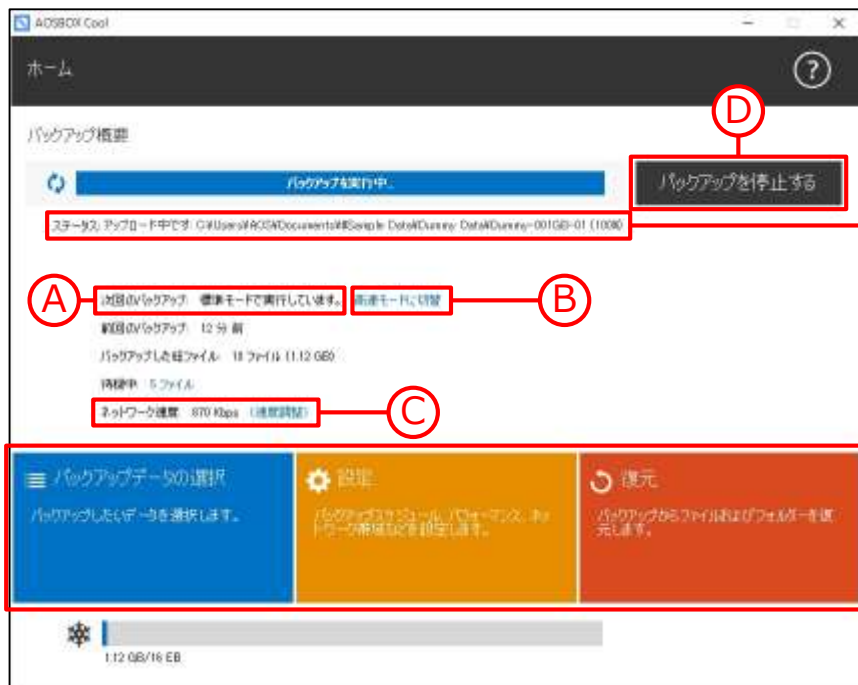 AOSBOX Cool
ホーム
?
D
バックアップ概要
バックアップを実行中..
バックアップを停止する
ステータス: アップロード中です: C:¥Users¥AOS¥Documents¥#Sample Data¥Dummy Data¥Dummy-001GB-01 (100%)
A
次回のバックアップ 標準モードで実行しています。 高速モードに切替
B
前回のバックアップ 12 分 前
バックアップした総ファイル 18 ファイル (1.12 GB)
待機中 5 ファイル
ネットワーク速度 870 Kbps (速度調整)
C
バックアップデータの選択
バックアップしたいデータを選択します。
設定
バックアップスケジュール、パフォーマンス、ネットワーク帯域などを設定します。
復元
バックアップからファイルおよびフォルダーを復元します。
1.12 GB/16 EB